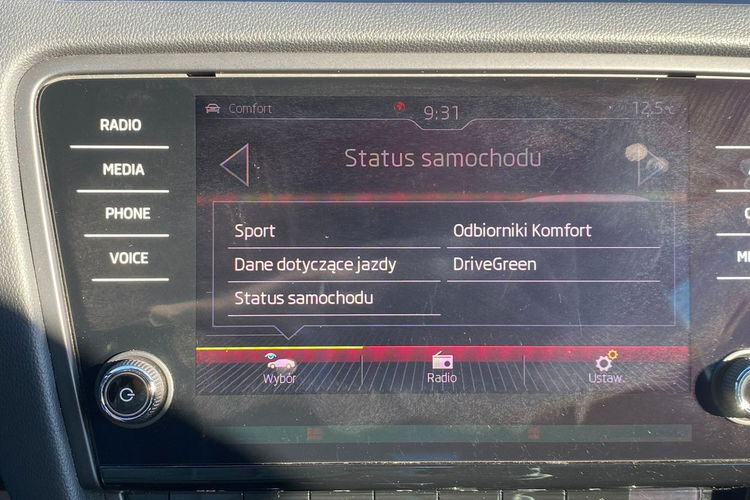 Comfort
9:31
12,5°C
RADIO
MEDIA
PHONE
VOICE
Status samochodu
Sport
Odbiorniki Komfort
Dane dotyczące jazdy
DriveGreen
Status samochodu
Wybór
Radio
Ustaw.